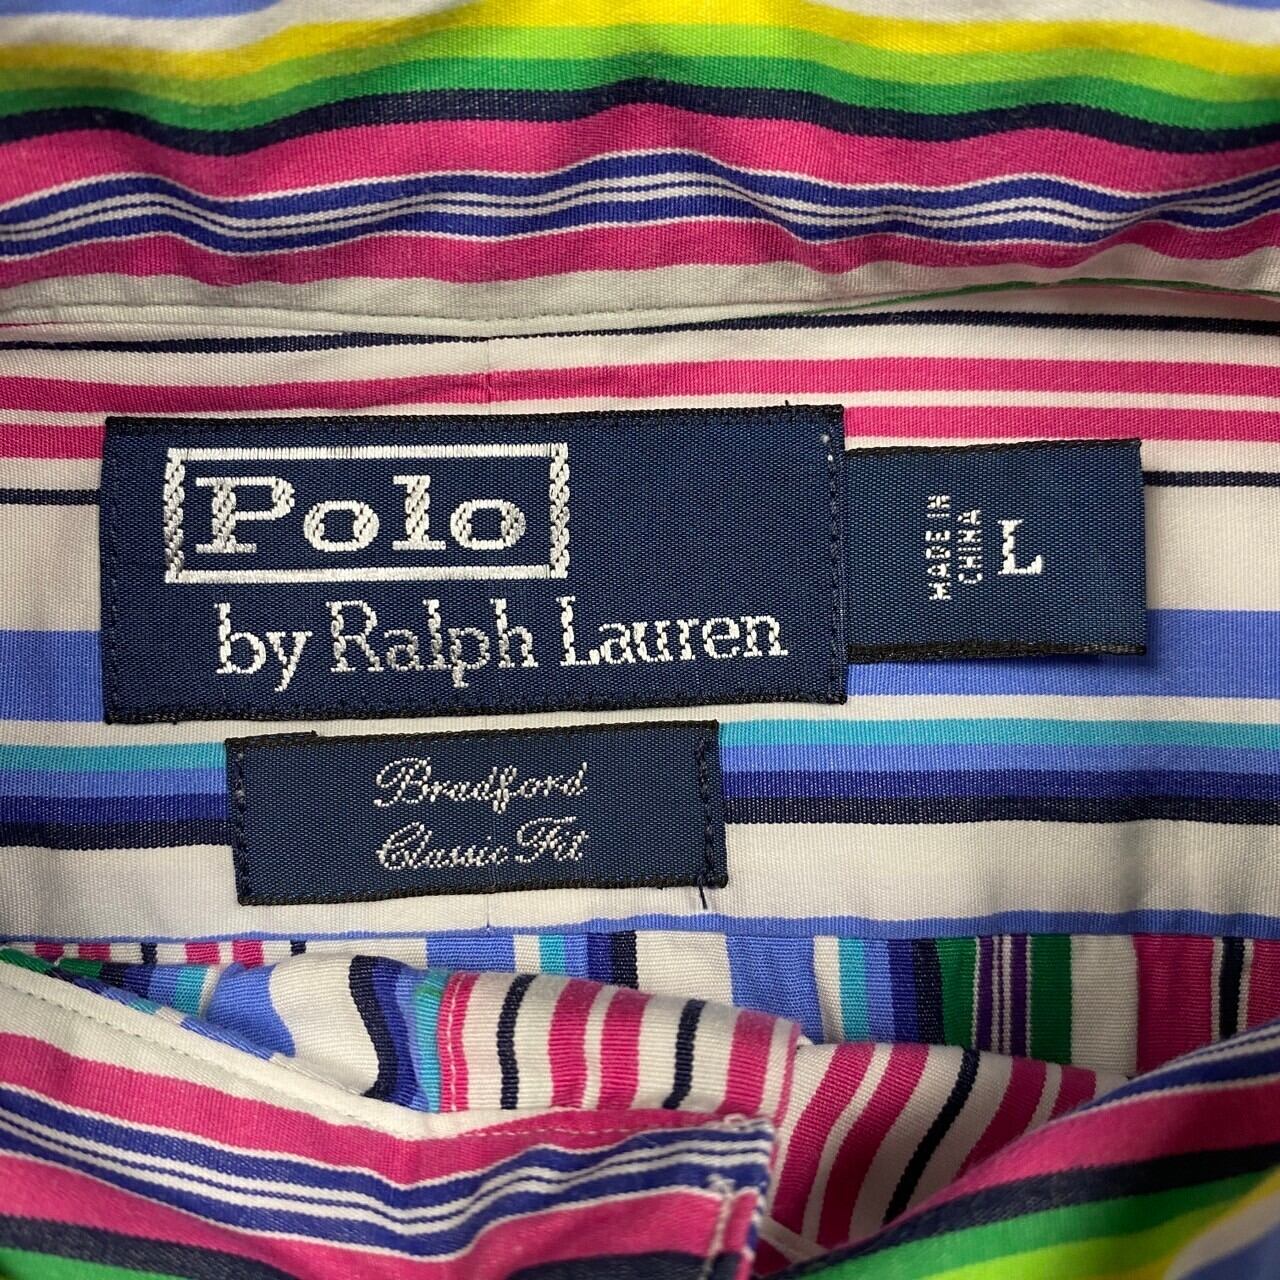 Polo
by Ralph Lauren
MADE IN
CHINA
L
Bradford
Classic Fit